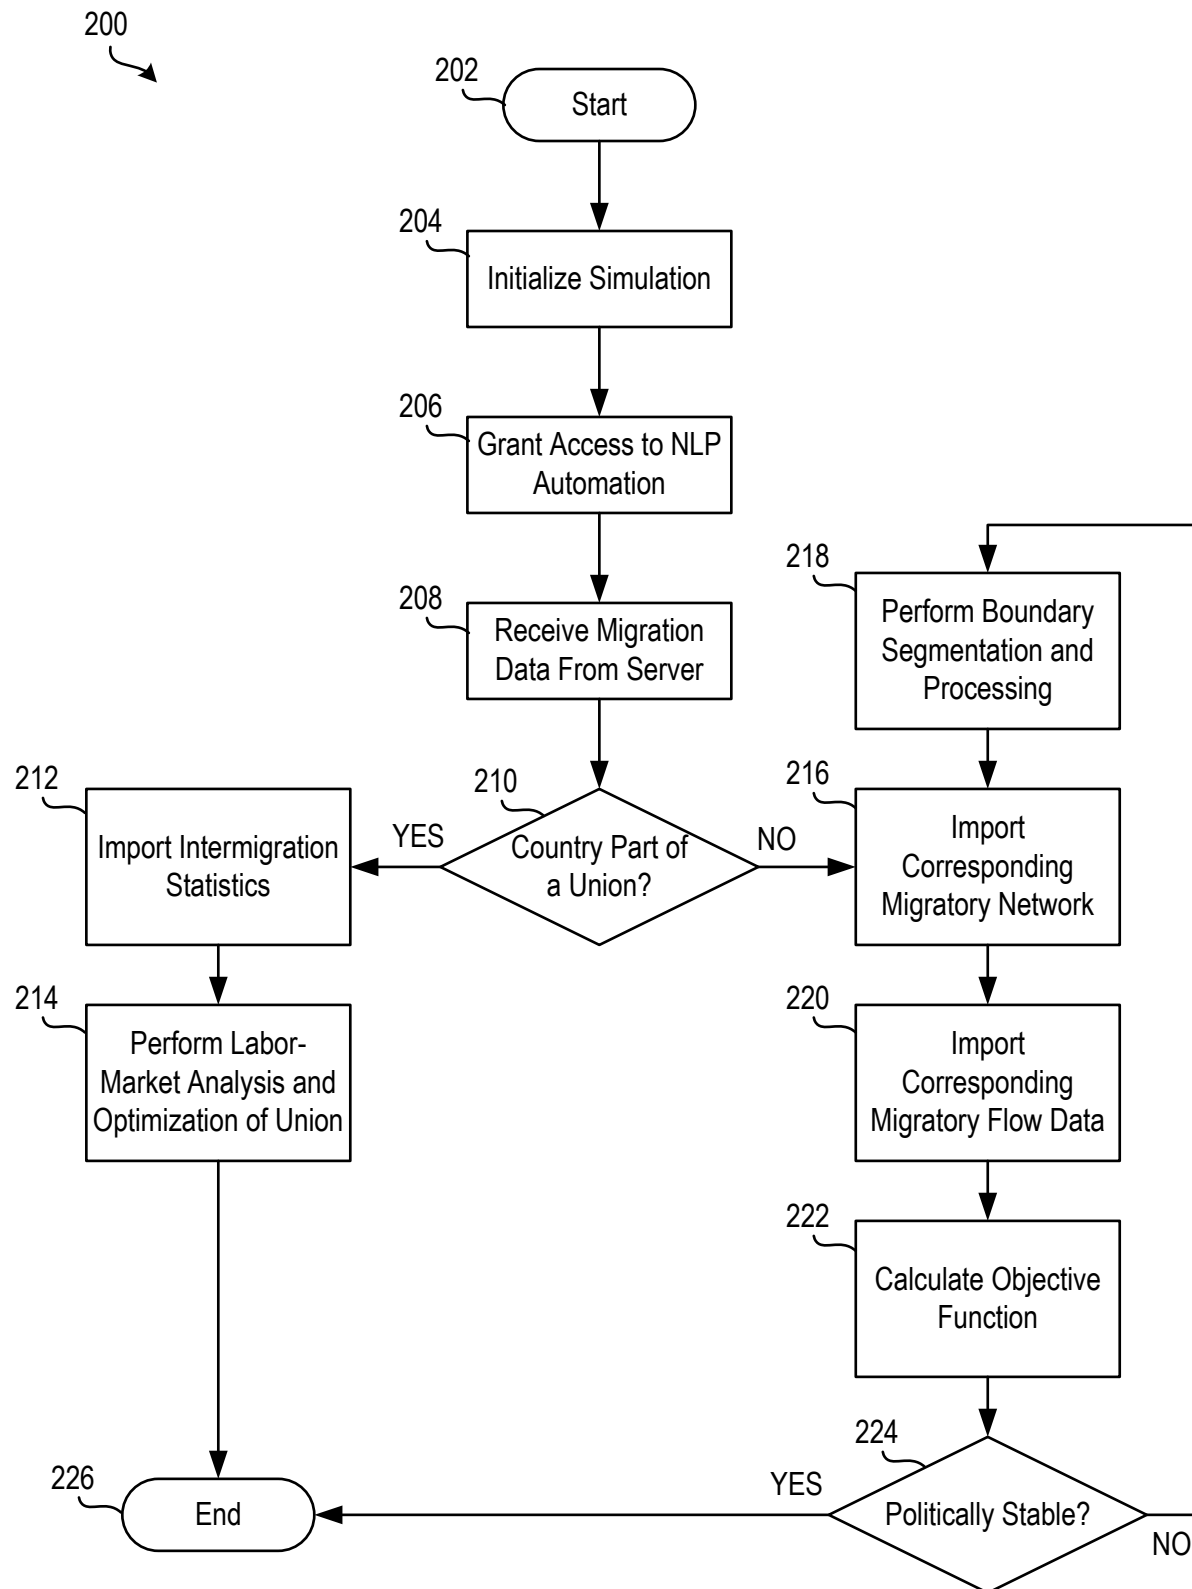 200
202
Start
204
Initialize Simulation
206
Grant Access to NLP
Automation
208
Receive Migration
Data From Server
218
Perform Boundary
Segmentation and
Processing
210
Country Part of
a Union?
YES
NO
212
Import Intermigration
Statistics
216
Import
Corresponding
Migratory Network
214
Perform Labor-
Market Analysis and
Optimization of Union
220
Import
Corresponding
Migratory Flow Data
222
Calculate Objective
Function
224
Politically Stable?
YES
NO
226
End